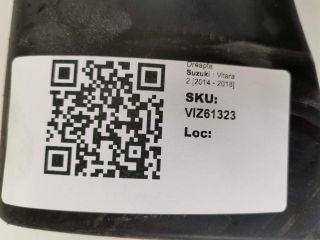 Dreapta
Suzuki : Vitara
2 [2014 - 2018]
SKU:
VIZ61323
Loc: